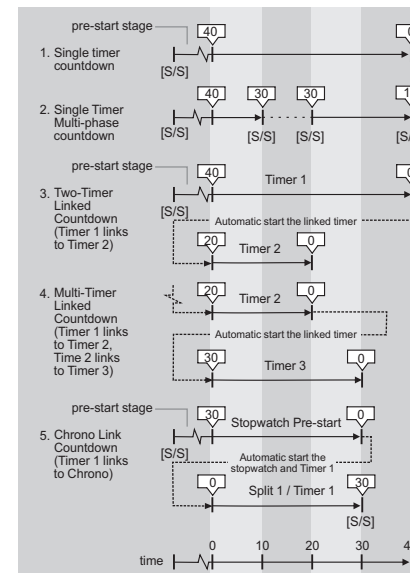 pre-start stage
40
1. Single timer
countdown
[S/S]
40 30 30
2. Single Timer
Multi-phase
countdown
[S/S] [S/S] [S/S]
pre-start stage
40
Timer 1
3. Two-Timer
Linked
Countdown
(Timer 1 links
to Timer 2)
[S/S]
Automatic start the linked timer
20 0
Timer 2
4. Multi-Timer
Linked
Countdown
(Timer 1 links
to Timer 2,
Time 2 links
to Timer 3)
20 0
Timer 2
Automatic start the linked timer
30 0
Timer 3
pre-start stage
30 0
Stopwatch Pre-start
5. Chrono Link
Countdown
(Timer 1 links
to Chrono)
[S/S]
Automatic start the
stopwatch and Timer 1
0 30
Split 1 / Timer 1
[S/S]
0 10 20 30
time